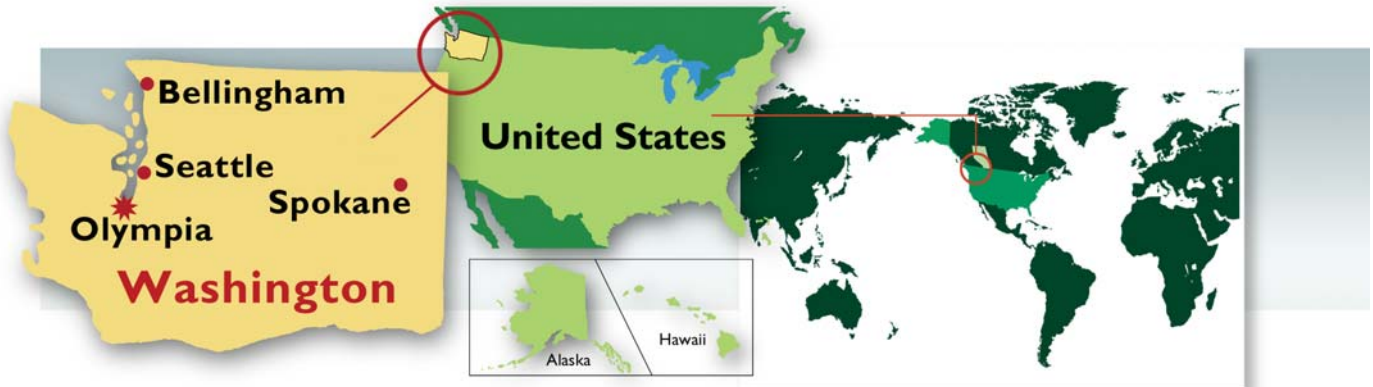 Bellingham
Seattle
Spokane
Olympia
Washington
United States
Alaska
Hawaii